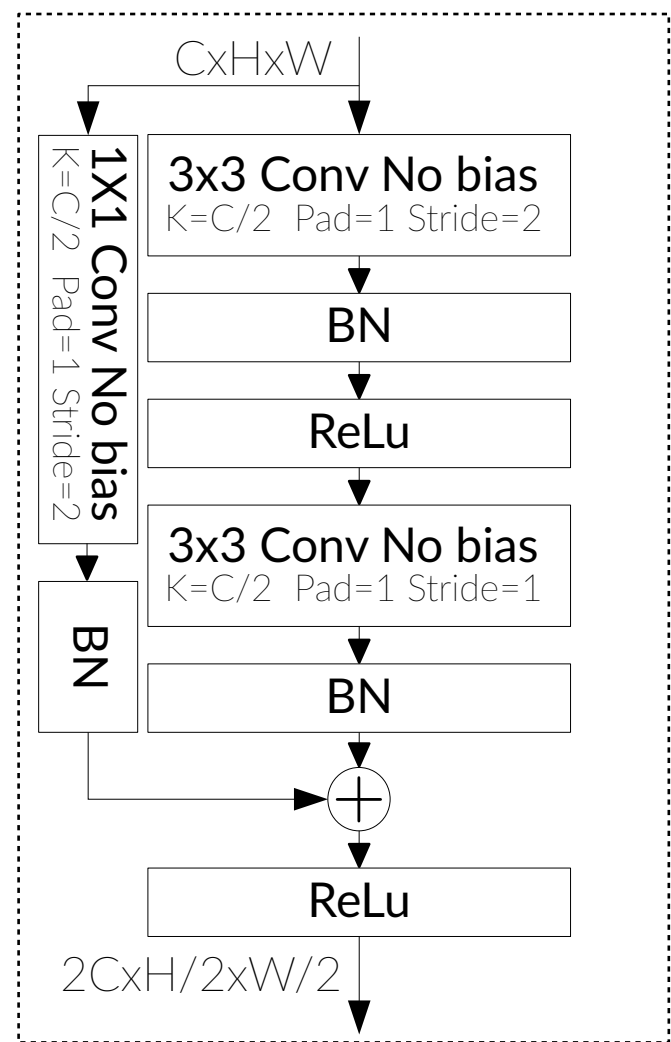 CxHxW
1X1 Conv No bias
K=C/2 Pad=1 Stride=2
3x3 Conv No bias
K=C/2 Pad=1 Stride=2
BN
ReLu
3x3 Conv No bias
K=C/2 Pad=1 Stride=1
BN
BN
ReLu
2CxH/2xW/2